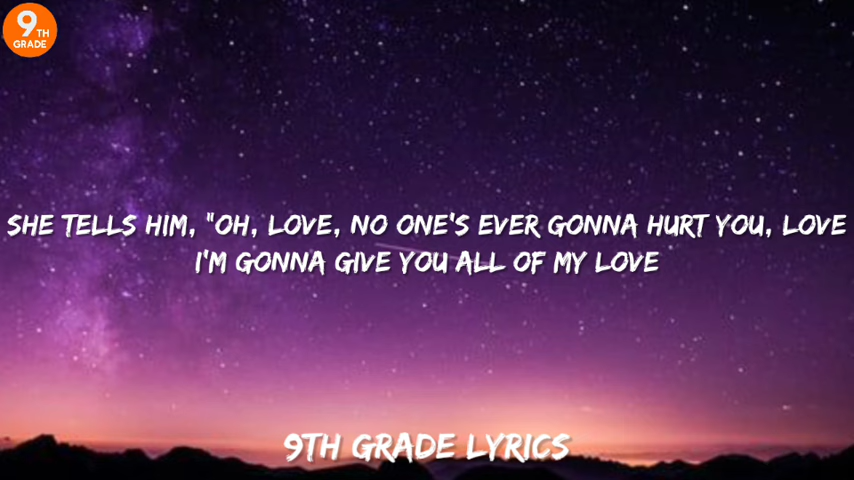 9TH
GRADE
SHE TELLS HIM, "OH, LOVE, NO ONE'S EVER GONNA HURT YOU, LOVE
I'M GONNA GIVE YOU ALL OF MY LOVE
9TH GRADE LYRICS